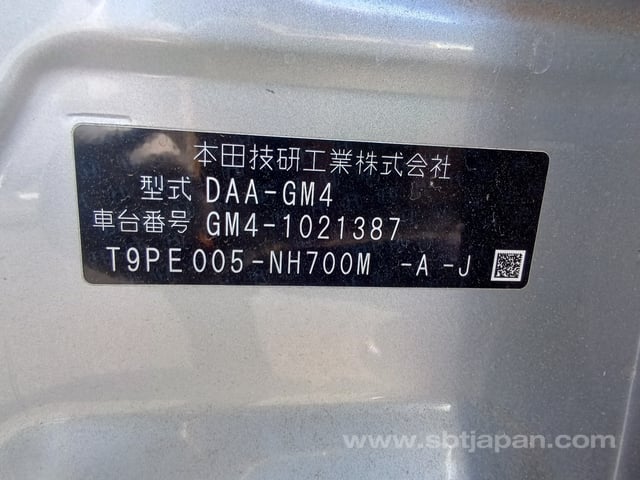 本田技研工業株式会社
型式 DAA-GM4
車台番号 GM4-1021387
T9PE005-NH700M -A -J
www.sbtjapan.com